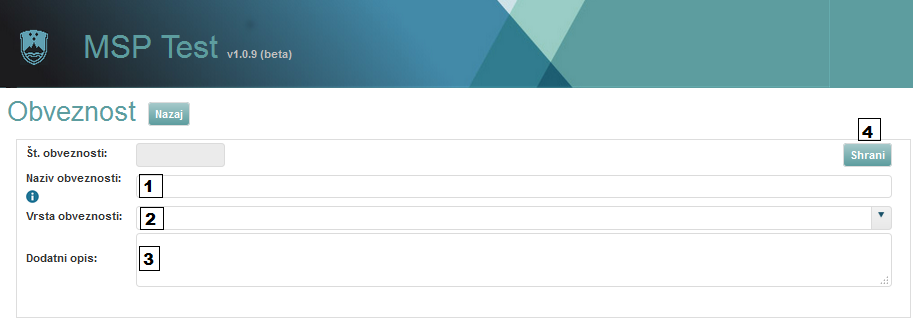 MSP Test v1.0.9 (beta)
Obveznost Nazaj
4
Št. obveznosti: Shrani
Naziv obveznosti: 1
Vrsta obveznosti: 2
Dodatni opis: 3